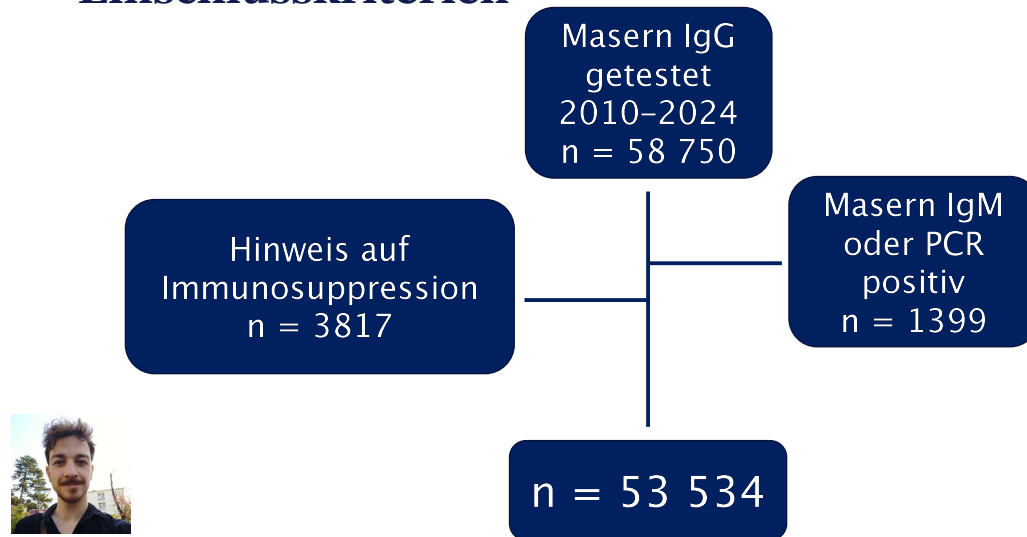 Einschlusskriterien
Masern IgG
getestet
2010–2024
n = 58 750
Masern IgM
oder PCR
positiv
n = 1399
Hinweis auf
Immunosuppression
n = 3817
n = 53 534